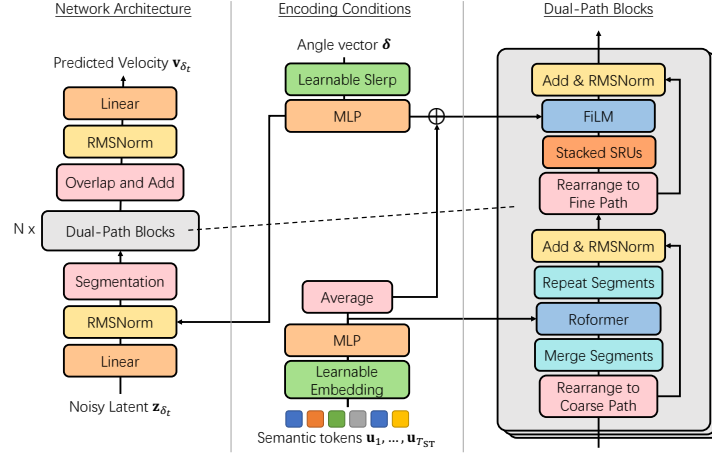 Network Architecture
Predicted Velocity v_{δ_t}
Linear
RMSNorm
Overlap and Add
N x
Dual-Path Blocks
Segmentation
RMSNorm
Linear
Noisy Latent z_{δ_t}
Encoding Conditions
Angle vector δ
Learnable Slerp
MLP
Average
MLP
Learnable
Embedding
Semantic tokens u_1, ..., u_{T_{ST}}
Dual-Path Blocks
Add & RMSNorm
FiLM
Stacked SRUs
Rearrange to
Fine Path
Add & RMSNorm
Repeat Segments
Roformer
Merge Segments
Rearrange to
Coarse Path